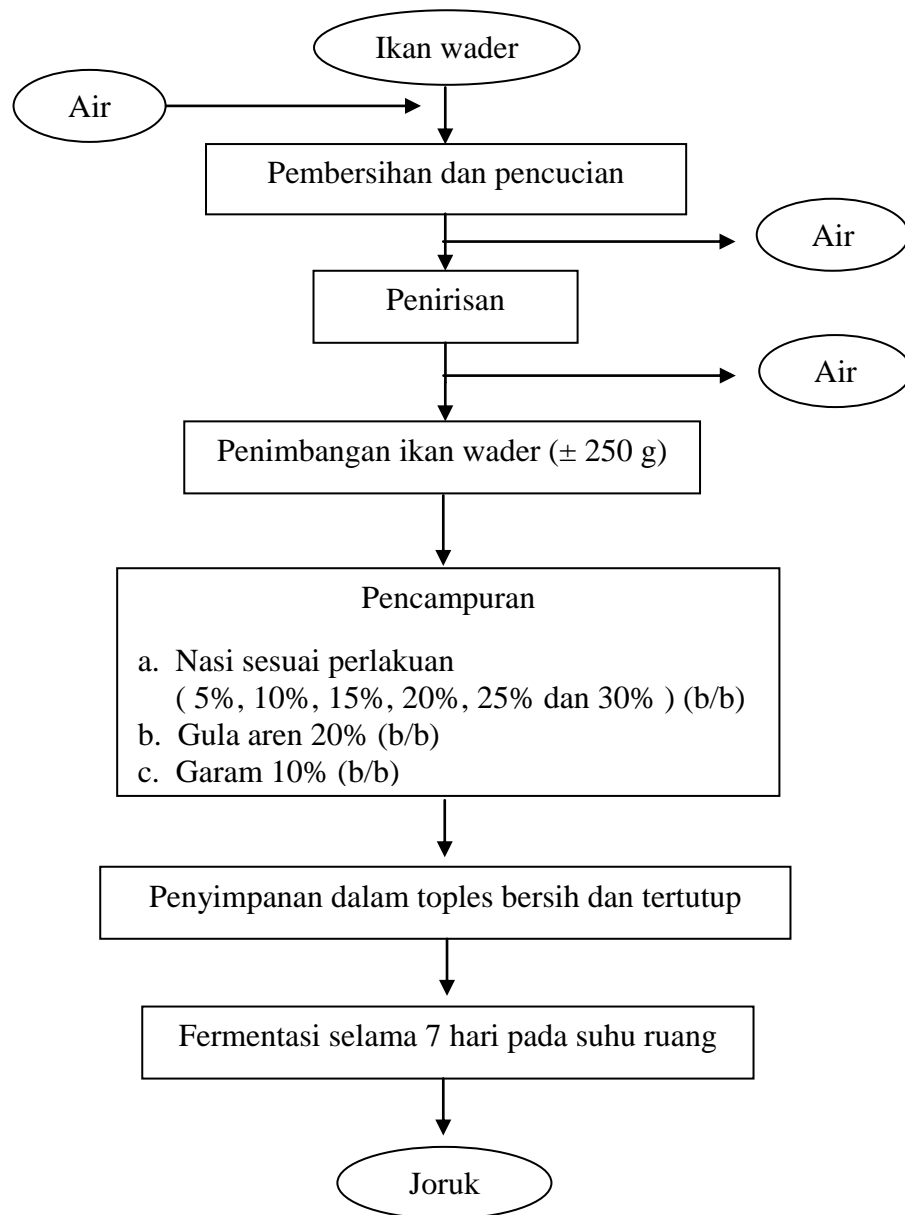 Ikan wader
Air
Pembersihan dan pencucian
Air
Penirisan
Air
Penimbangan ikan wader (± 250 g)
Pencampuran
a. Nasi sesuai perlakuan
( 5%, 10%, 15%, 20%, 25% dan 30% ) (b/b)
b. Gula aren 20% (b/b)
c. Garam 10% (b/b)
Penyimpanan dalam toples bersih dan tertutup
Fermentasi selama 7 hari pada suhu ruang
Joruk